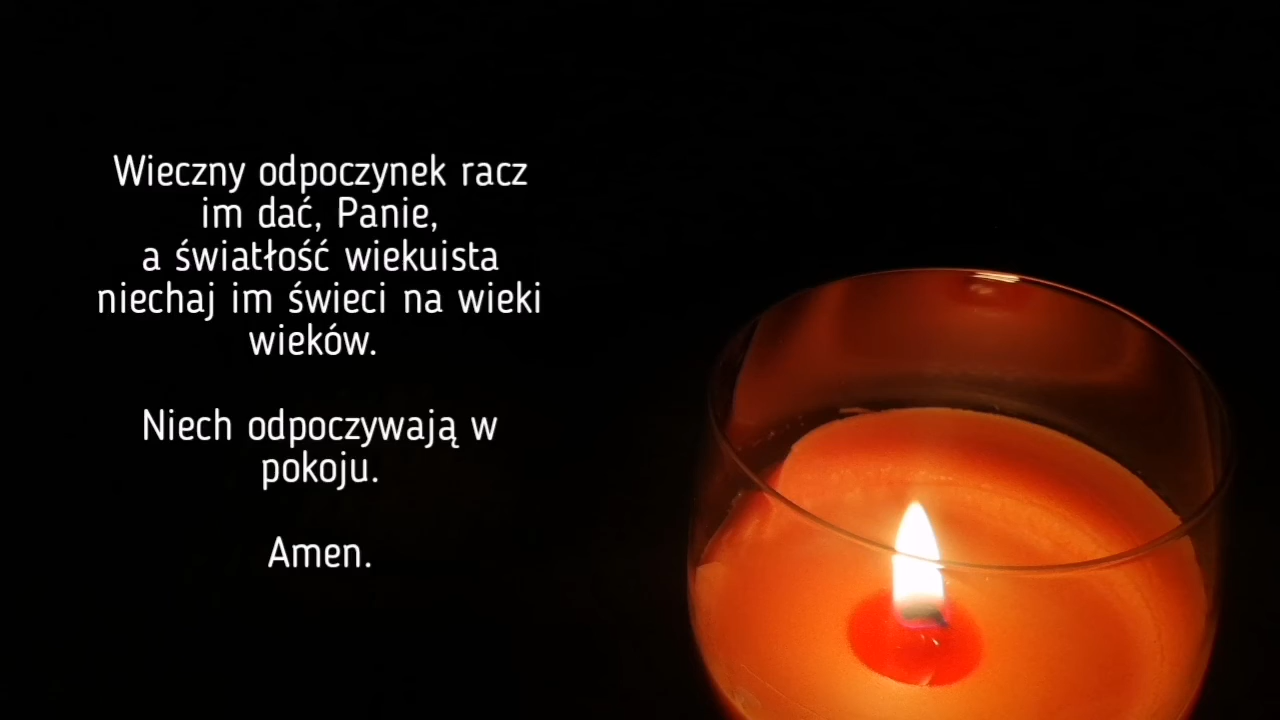 Wieczny odpoczynek racz
im dać, Panie,
a światłość wiekuista
niechaj im świeci na wieki
wieków.
Niech odpoczywają w
pokoju.
Amen.